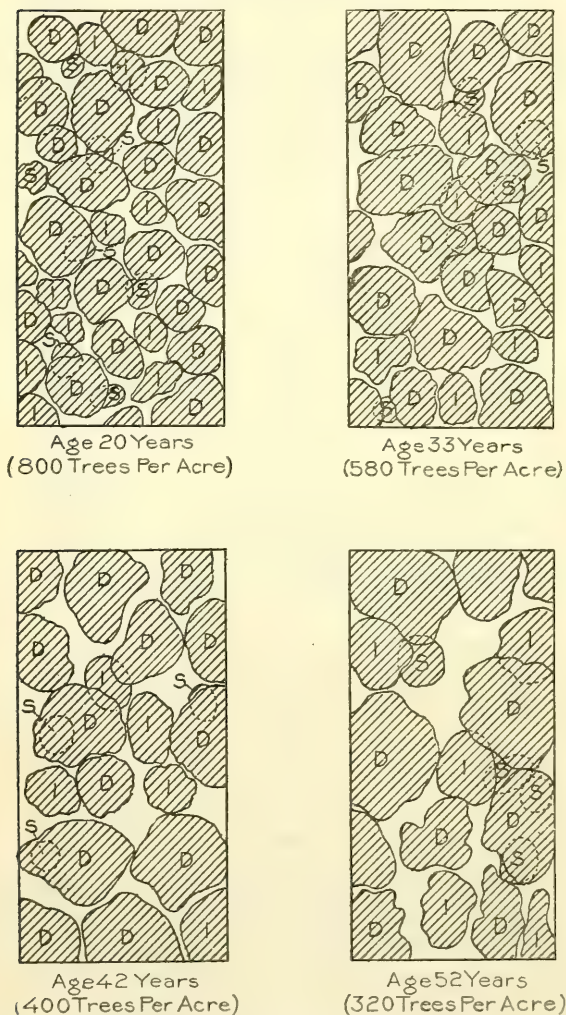 D I D D
S I D I
D D
I D
D S
D
S D
D
I
D I
D S
D
I D S
D
D I I
S D D
I I
D S
I D
Age 20 Years
(800 Trees Per Acre)
D D D
D S D
D I
D S
D S
I
D D
D
I
D D D
D I
I
I
D D
S
Age 33 Years
(580 Trees Per Acre)
D D D
D D D
I S
S D I D
I
I D I
S
D D
D D I
Age 42 Years
(400 Trees Per Acre)
D
I I
S
D
D I S
S
D D
S
I
D D I
Age 52 Years
(320 Trees Per Acre)